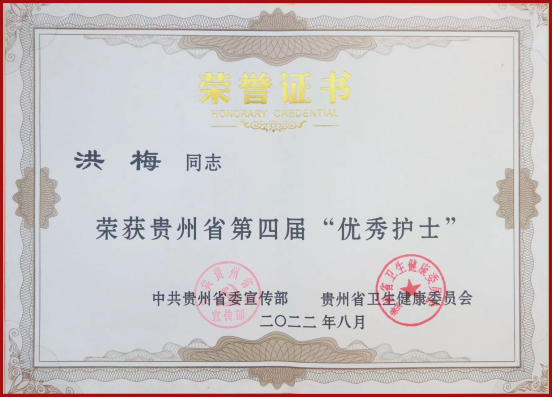 荣誉证书
HONORARY CREDENTIAL
洪梅 同志
荣获贵州省第四届“优秀护士”
中共贵州省委宣传部 贵州省卫生健康委员会
二〇二二年八月